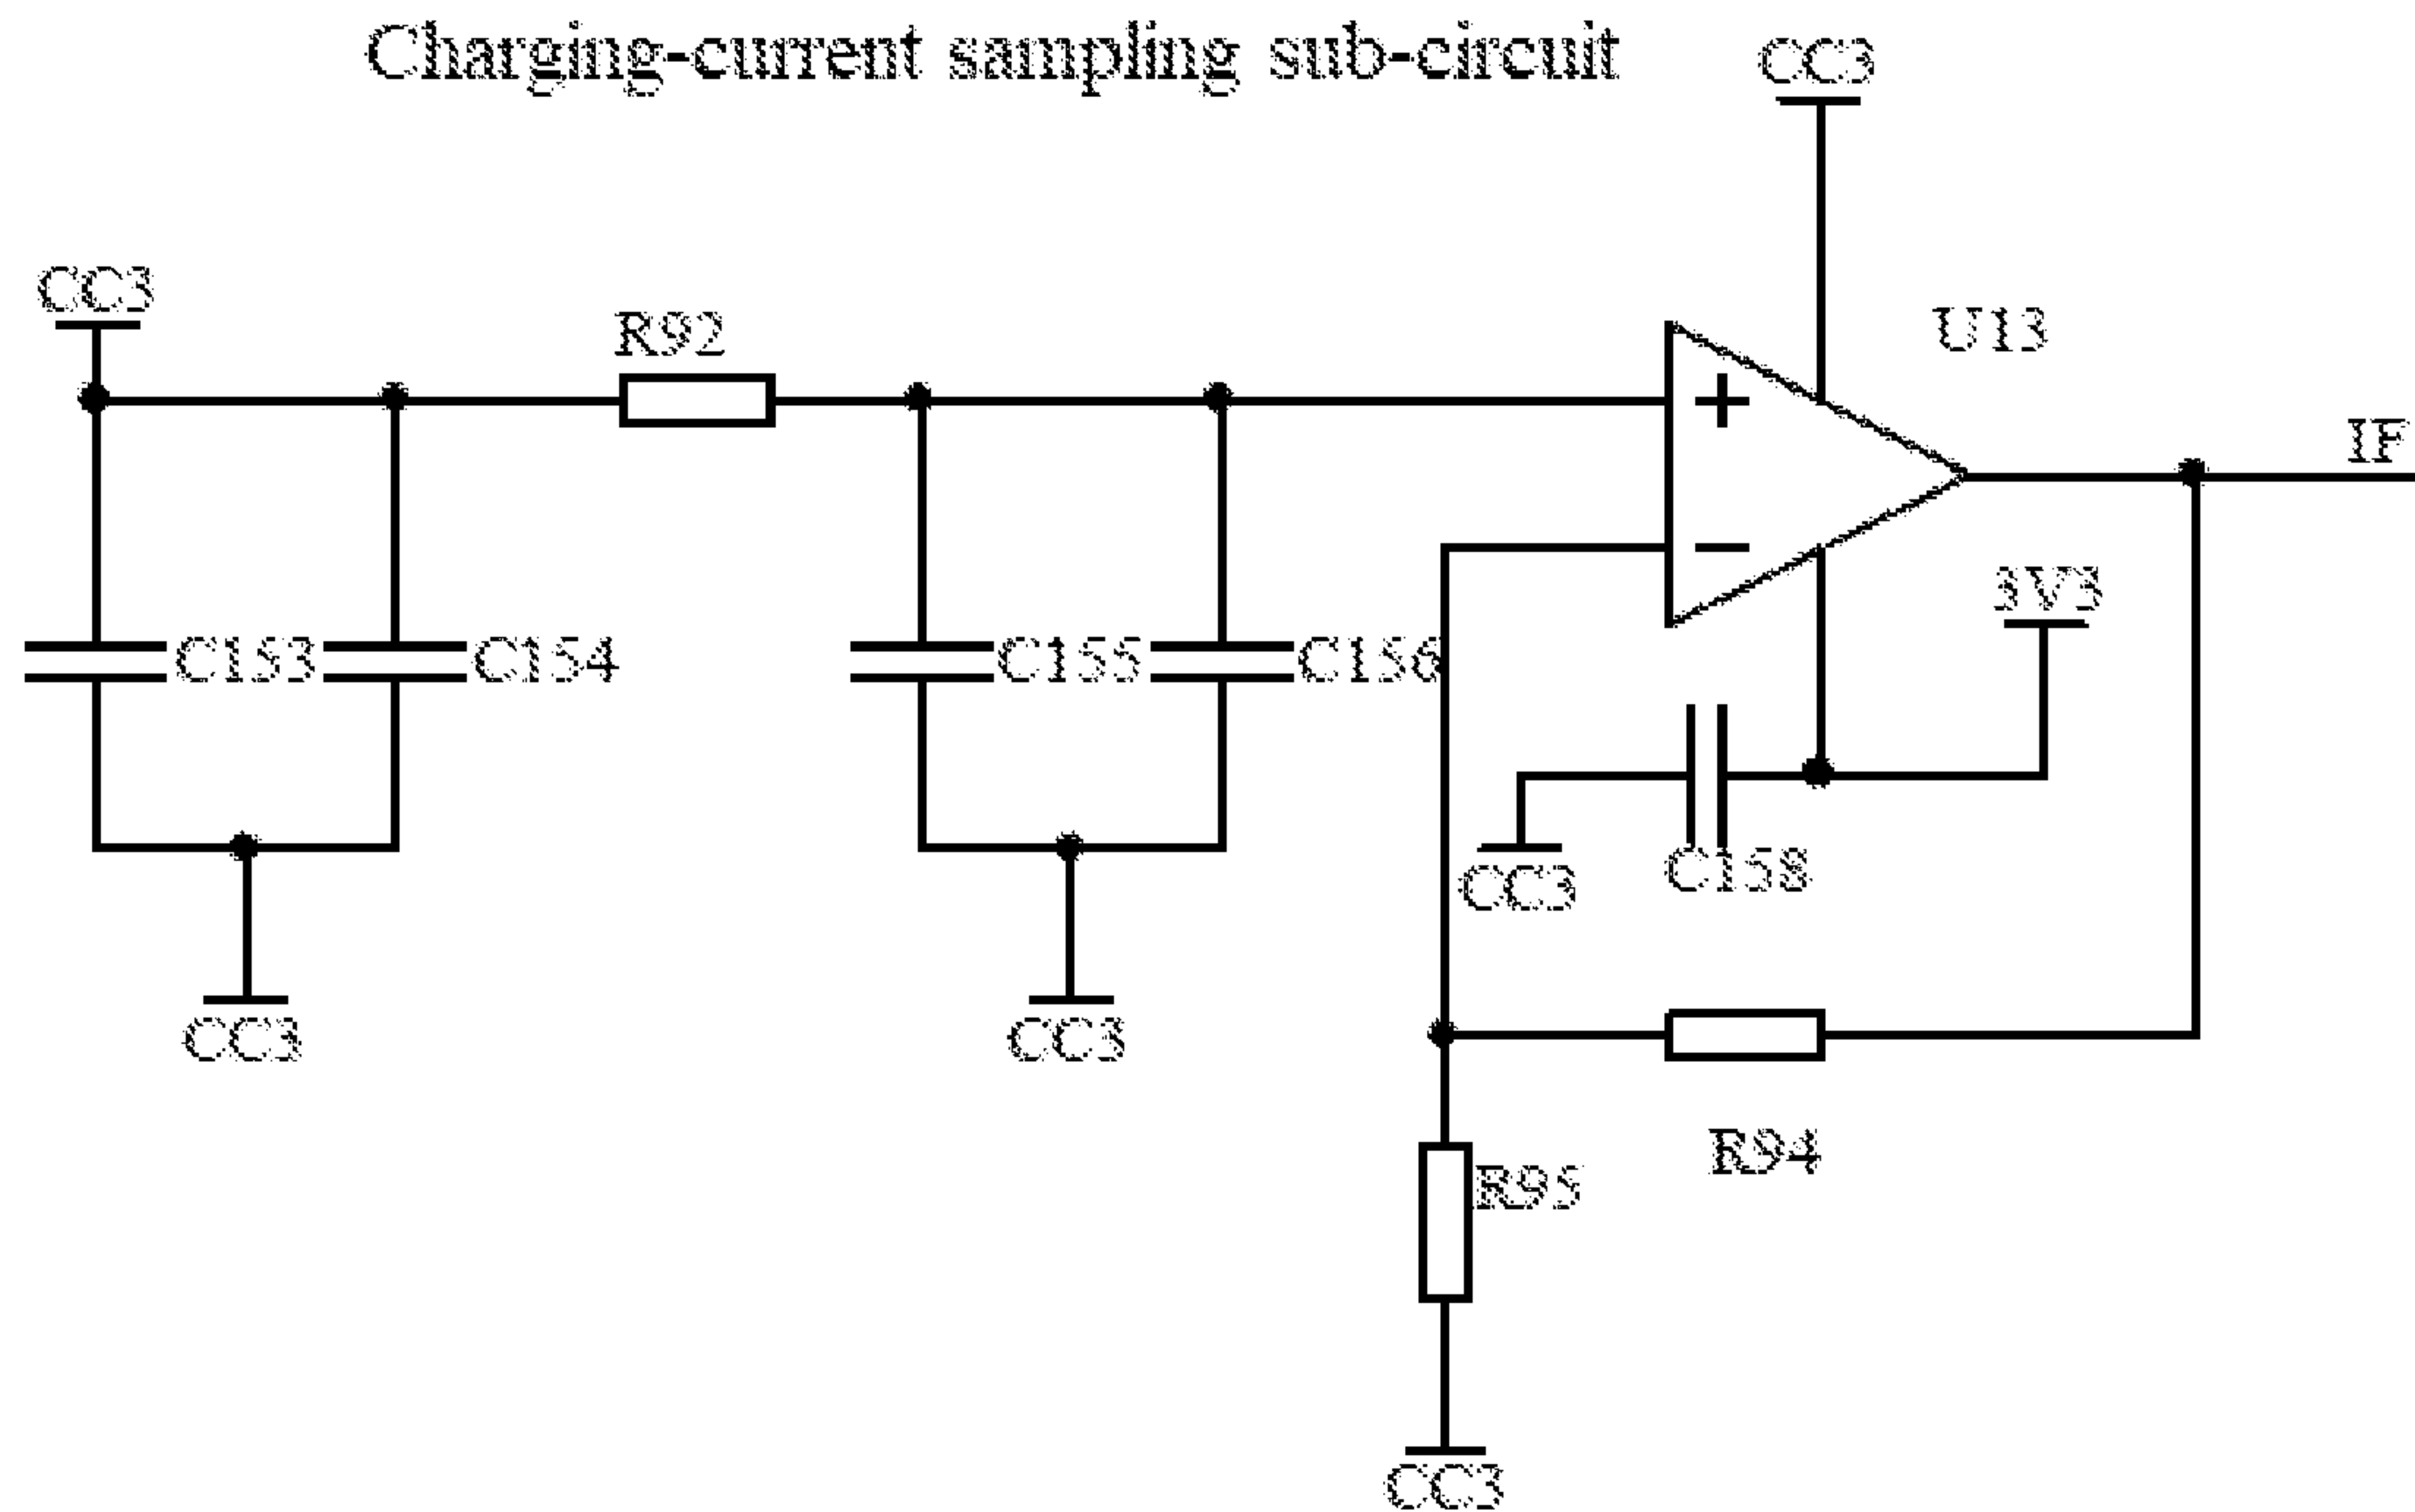 Charging-current sampling sub-circuit
CC3
CC3
R92
U13
IF
+
−
3V3
C153
C154
C155
C156
CC3
C158
CC3
CC3
R94
R95
CC3